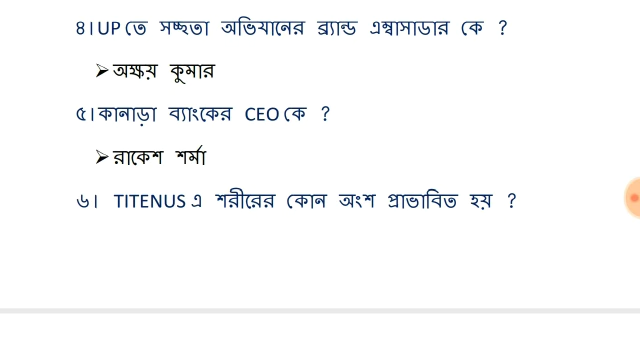 ৪।UP তে সচ্ছতা অভিযানের ব্র্যান্ড এম্বাসাডার কে ?
➢অক্ষয় কুমার
৫।কানাড়া ব্যাংকের CEO কে ?
➢রাকেশ শর্মা
৬। TITENUS এ শরীরের কোন অংশ প্রাভাবিত হয় ?